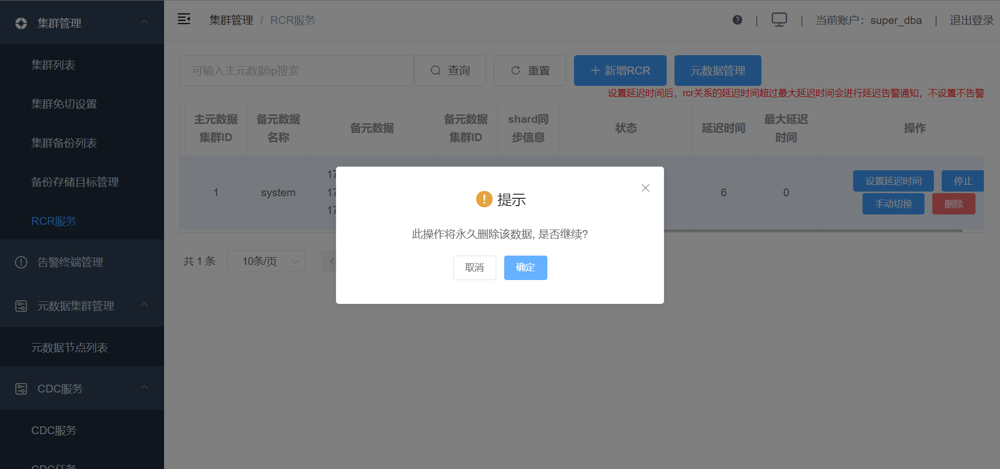 集群管理
集群列表
集群免切设置
集群备份列表
备份存储目标管理
RCR服务
告警终端管理
元数据集群管理
元数据节点列表
CDC服务
CDC服务
CDC任务
集群管理 / RCR服务
| | 当前账户：super_dba | 退出登录
可输入主元数据ip搜索 查询 重置 新增RCR 元数据管理
设置延迟时间后，rcr关系的延迟时间超过最大延迟时间会进行延迟告警通知，不设置不告警
主元数据集群ID 备元数据名称 备元数据 备元数据集群ID shard同步信息 状态 延迟时间 最大延迟时间 操作
17
1 system 17 6 0
17
设置延迟时间 停止
手动切换 删除
共 1 条 10条/页
提示
此操作将永久删除该数据, 是否继续?
取消 确定